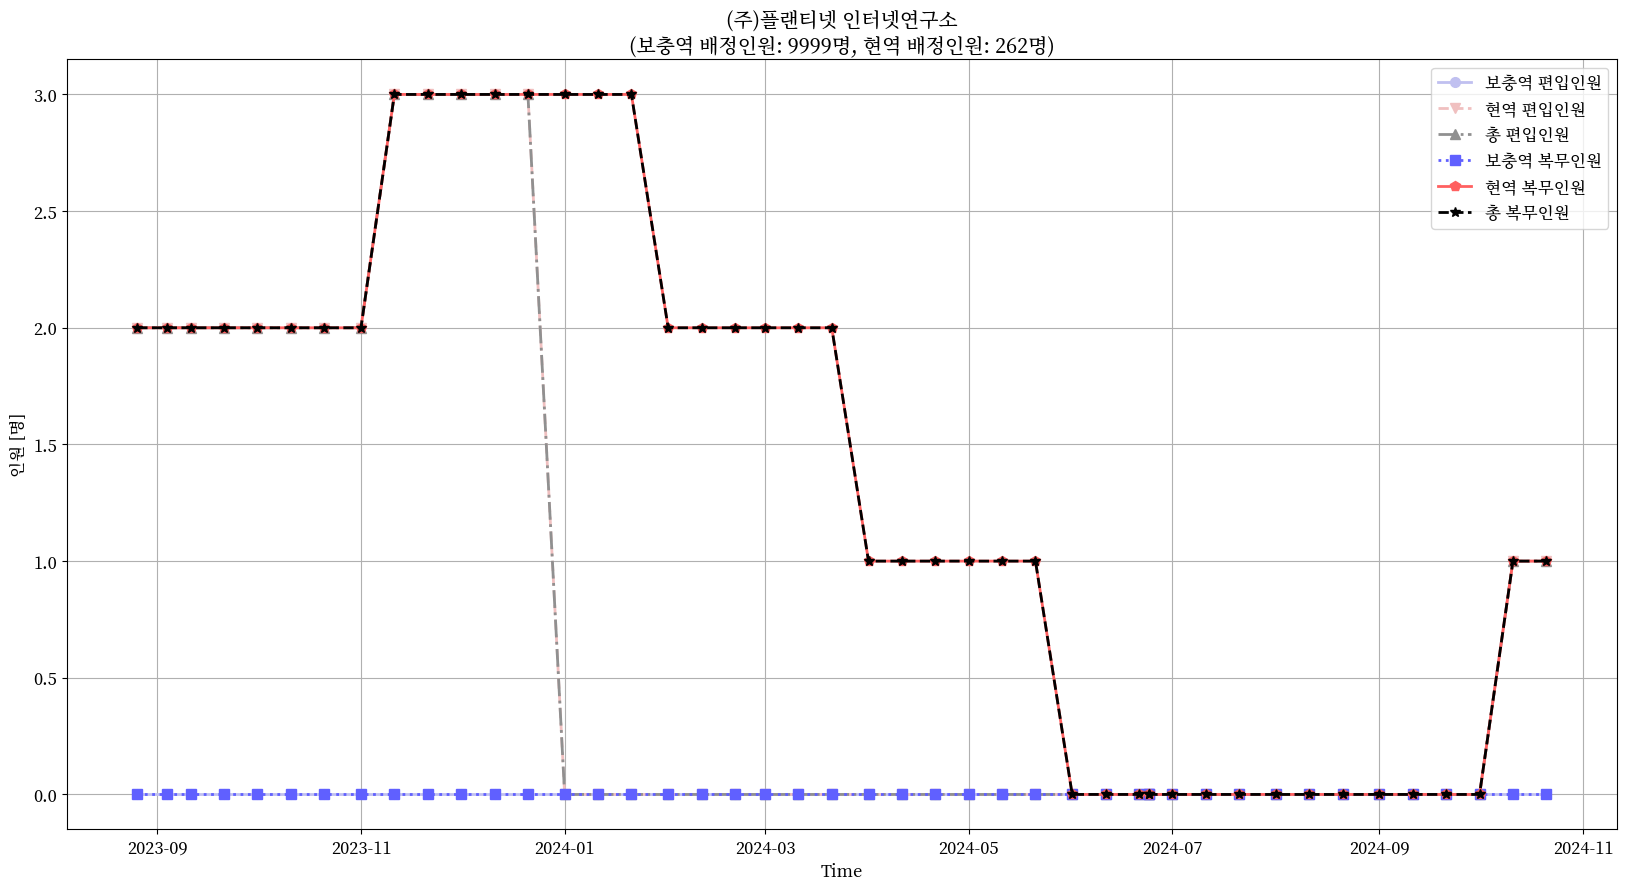 (주)플랜티넷 인터넷연구소
(보충역 배정인원: 9999명, 현역 배정인원: 262명)
보충역 편입인원
현역 편입인원
총 편입인원
보충역 복무인원
현역 복무인원
총 복무인원
인원 [명]
3.0
2.5
2.0
1.5
1.0
0.5
0.0
2023-09
2023-11
2024-01
2024-03
2024-05
2024-07
2024-09
2024-11
Time